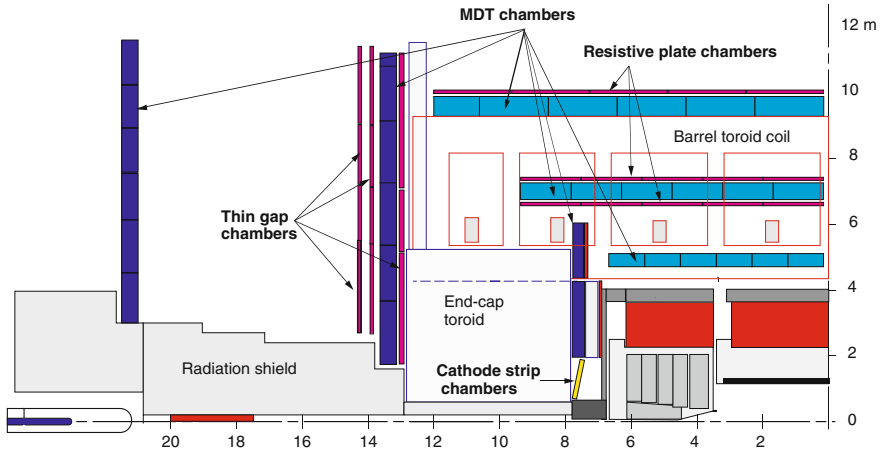 MDT chambers
12 m
Resistive plate chambers
10
Barrel toroid coil
8
Thin gap
chambers
6
4
End-cap
toroid
Radiation shield
Cathode strip
chambers
2
0
20
18
16
14
12
10
8
6
4
2